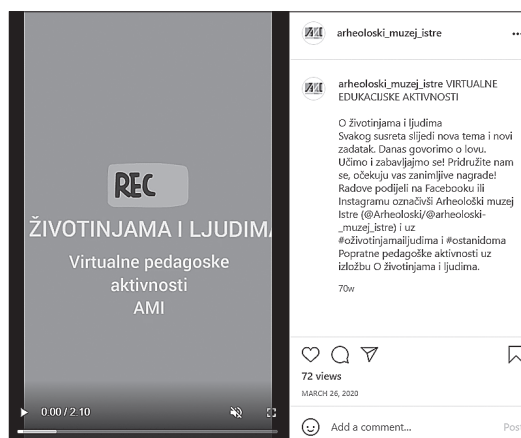 REC
ŽIVOTINJAMA I LJUDIMA
Virtualne pedagoske
aktivnosti
AMI
0:00 / 2:10
arheoloski_muzej_istre
arheoloski_muzej_istre VIRTUALNE
EDUKACIJSKE AKTIVNOSTI
O životinjama i ljudima
Svakog susreta slijedi nova tema i novi
zadatak. Danas govorimo o lovu.
Učimo i zabavljajmo se! Pridružite nam
se, očekuju vas zanimljive nagrade!
Radove podijeli na Facebooku ili
Instagramu označivši Arheološki muzej
Istre (@Arheoloski/@arheoloski-
_muzej_istre) i uz
#oživotinjamailjudima i #ostanidoma
Popratne pedagoške aktivnosti uz
izložbu O životinjama i ljudima.
70w
72 views
MARCH 26, 2020
Add a comment...
Post